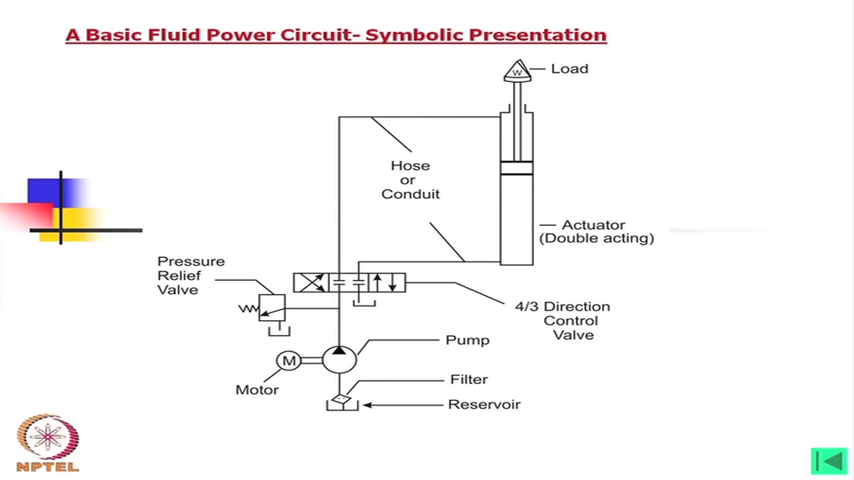 A Basic Fluid Power Circuit- Symbolic Presentation
W
Load
Hose
or
Conduit
Actuator
(Double acting)
Pressure
Relief
Valve
4/3 Direction
Control
Valve
Pump
M
Motor
Filter
Reservoir
NPTEL